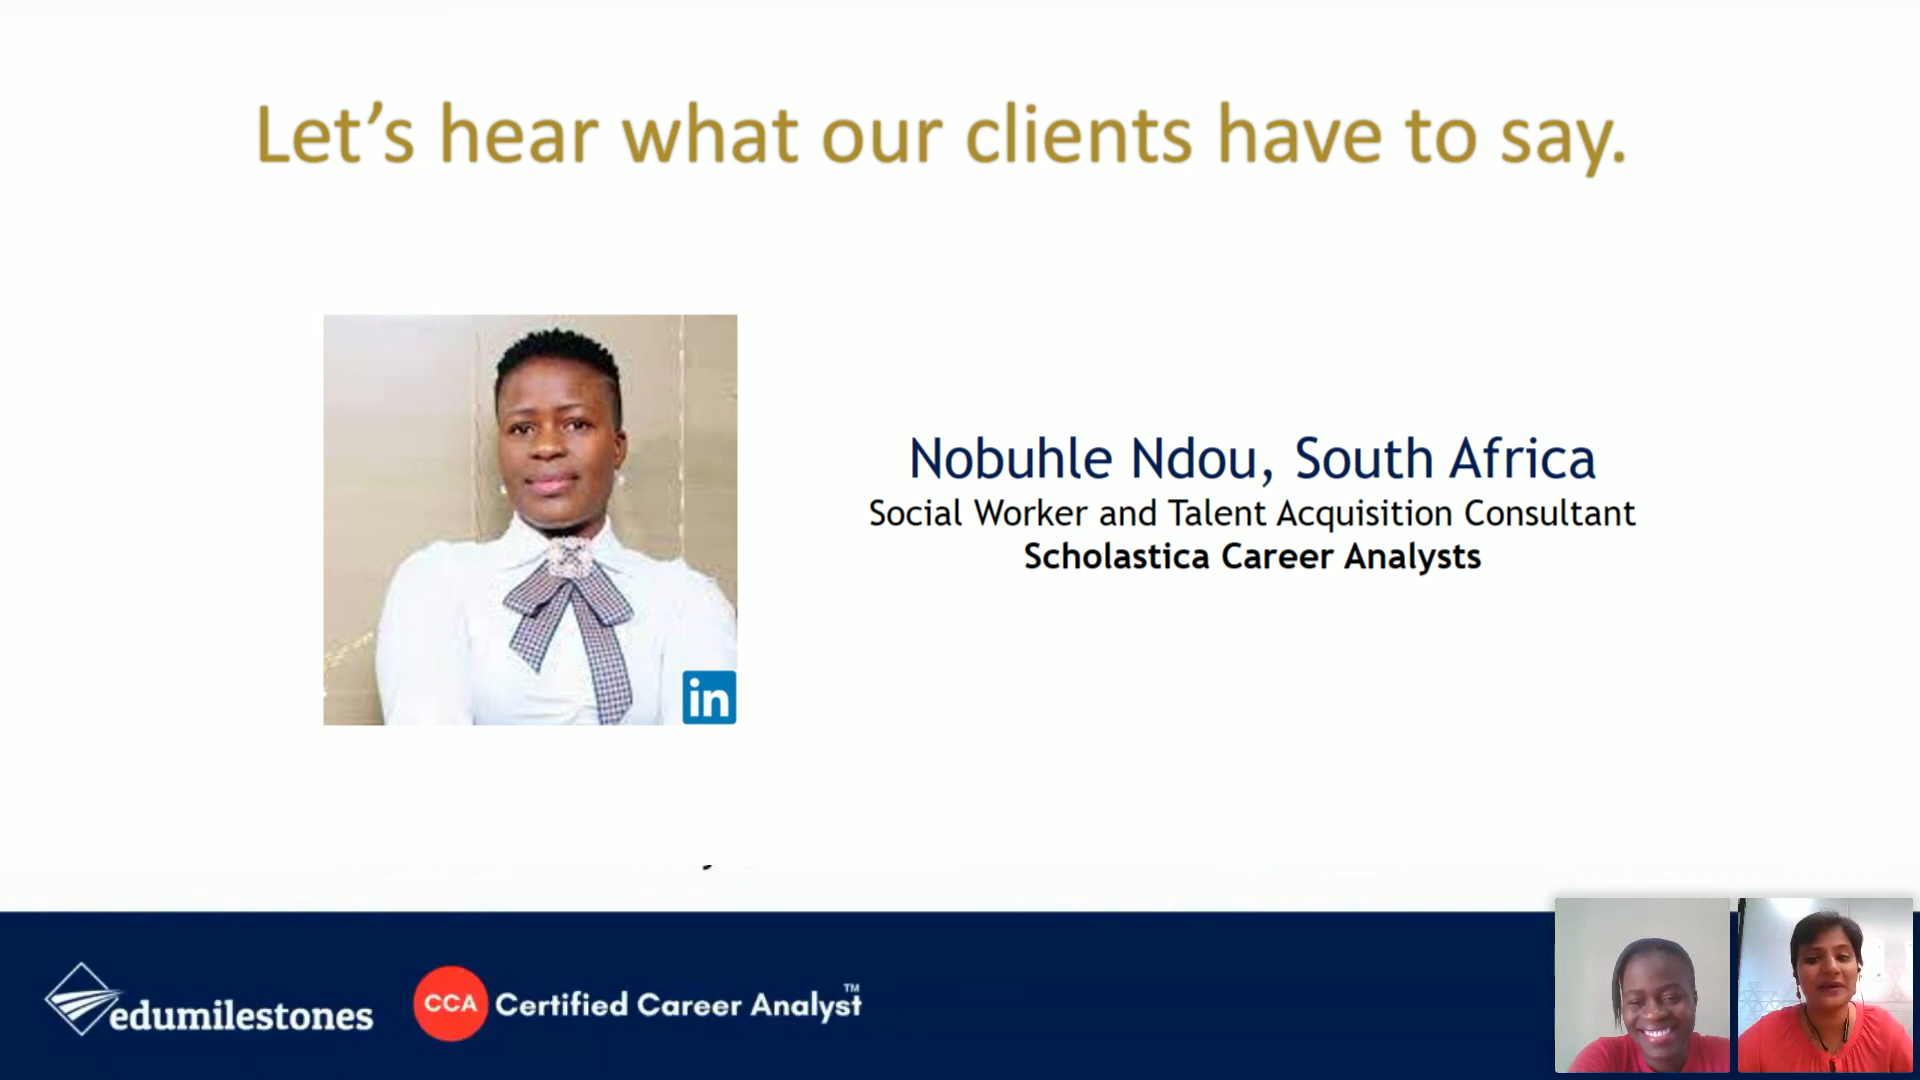 Let's hear what our clients have to say.
Nobuhle Ndou, South Africa
Social Worker and Talent Acquisition Consultant
Scholastica Career Analysts
in
edumilestones
CCA Certified Career Analyst™